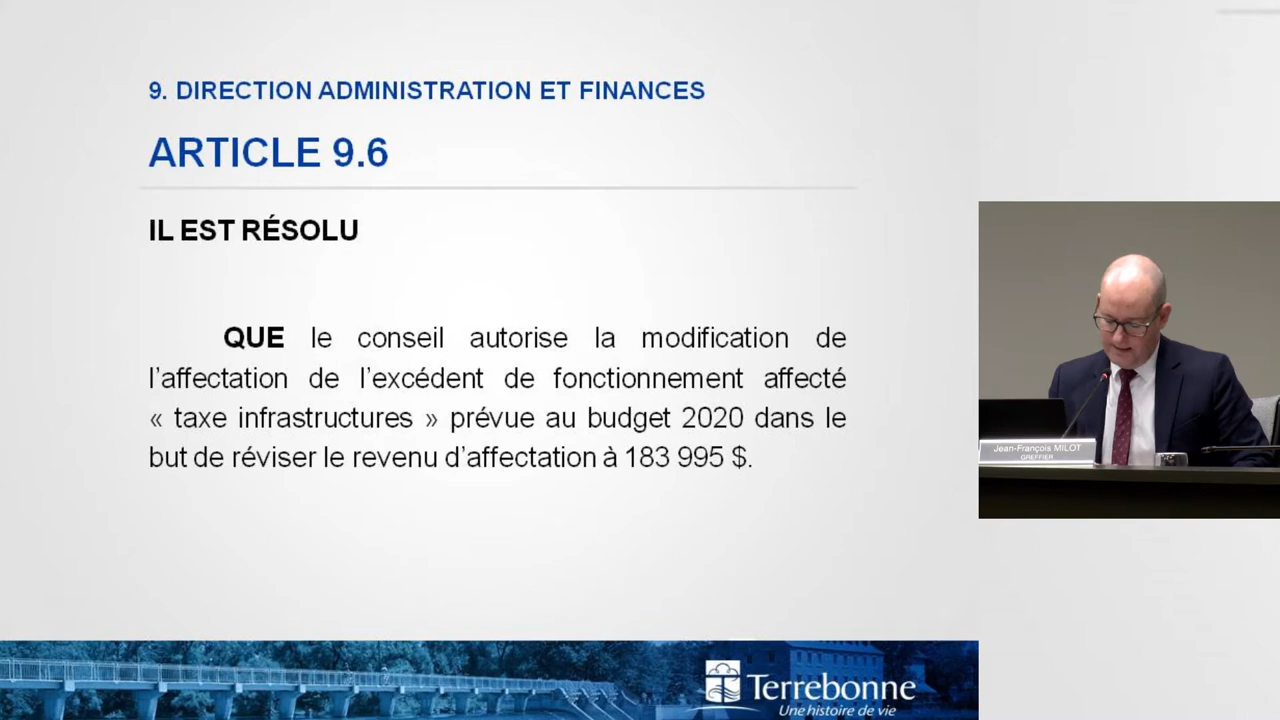 9. DIRECTION ADMINISTRATION ET FINANCES
ARTICLE 9.6
IL EST RÉSOLU
QUE le conseil autorise la modification de
l'affectation de l'excédent de fonctionnement affecté
« taxe infrastructures » prévue au budget 2020 dans le
but de réviser le revenu d'affectation à 183 995 $.
Jean-François MILOT
GREFFIER
Terrebonne
Une histoire de vie